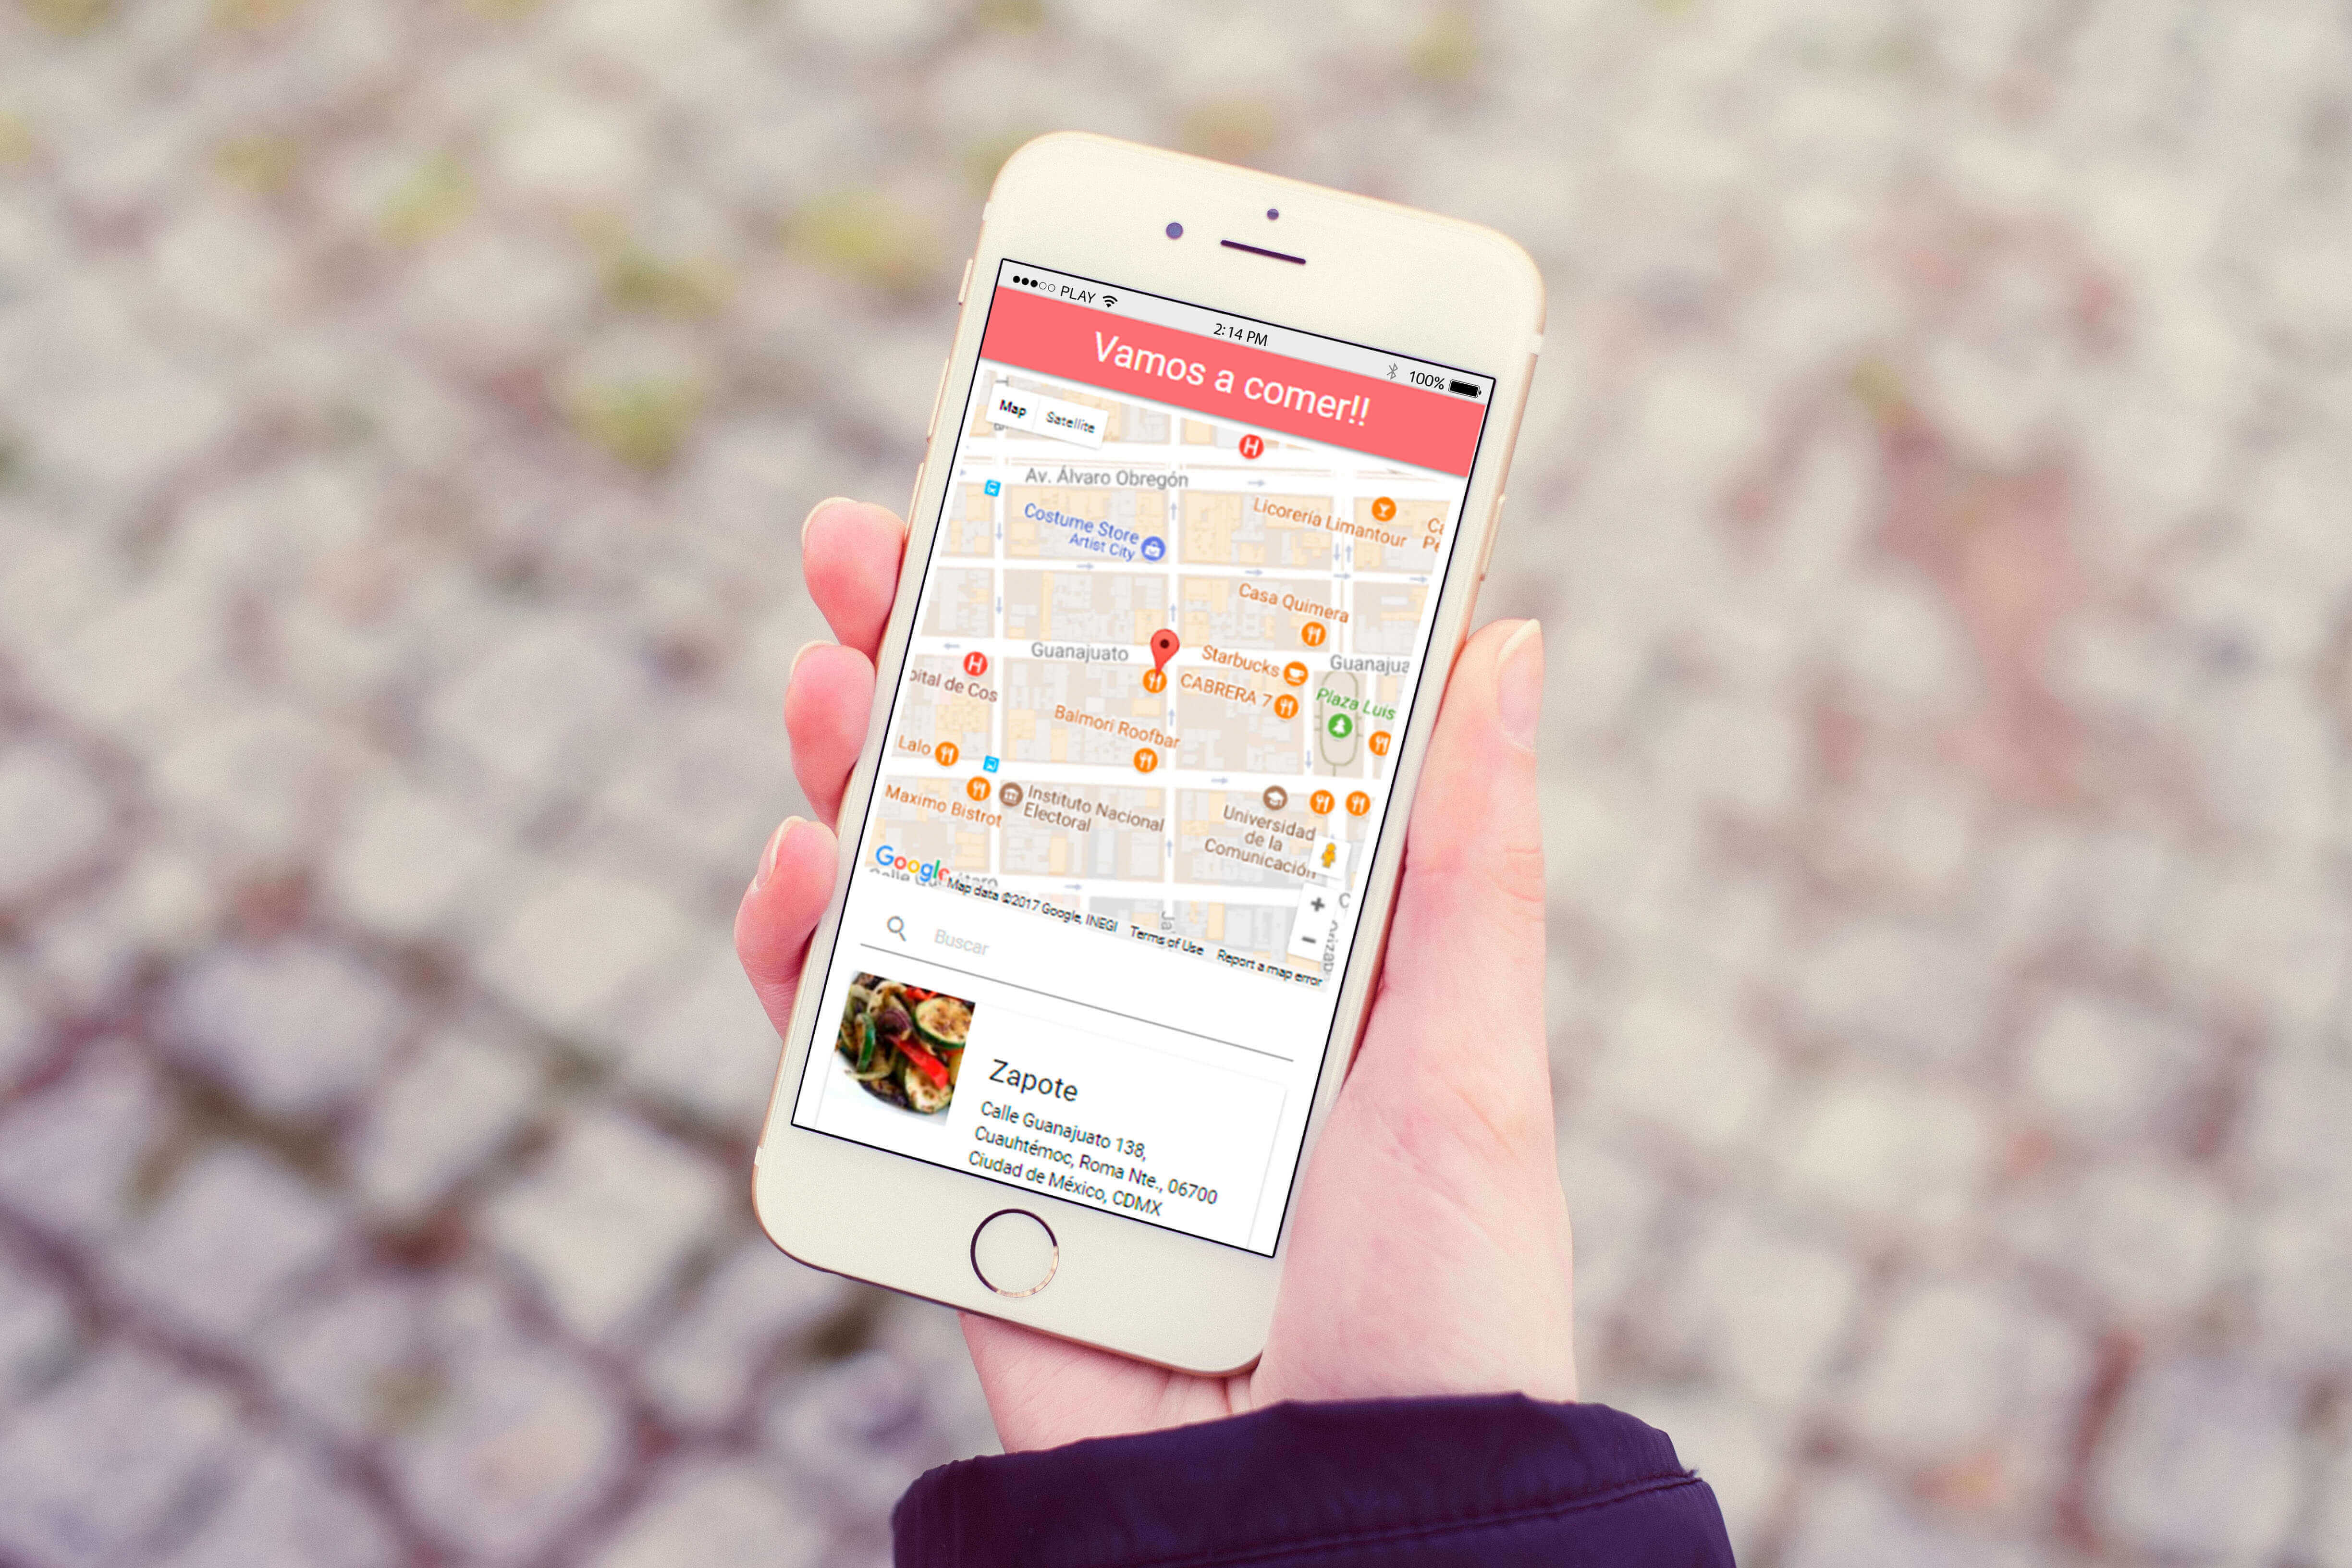 PLAY
2:14 PM
100%
Vamos a comer!!
Map
Satellite
H
Av. Álvaro Obregón
Licorería Limantour
Costume Store
Artist City
Casa Quimera
Guanajuato
Starbucks
Guanajua
H
pital de Cos
CABRERA 7
Plaza Luis
Balmori Roofbar
Lalo
Maximo Bistrot
Instituto Nacional
Electoral
Universidad
de la
Comunicación
Google
Map data ©2017 Google, INEGI
Terms of Use
Report a map error
+
−
Buscar
Zapote
Calle Guanajuato 138,
Cuauhtémoc, Roma Nte., 06700
Ciudad de México, CDMX